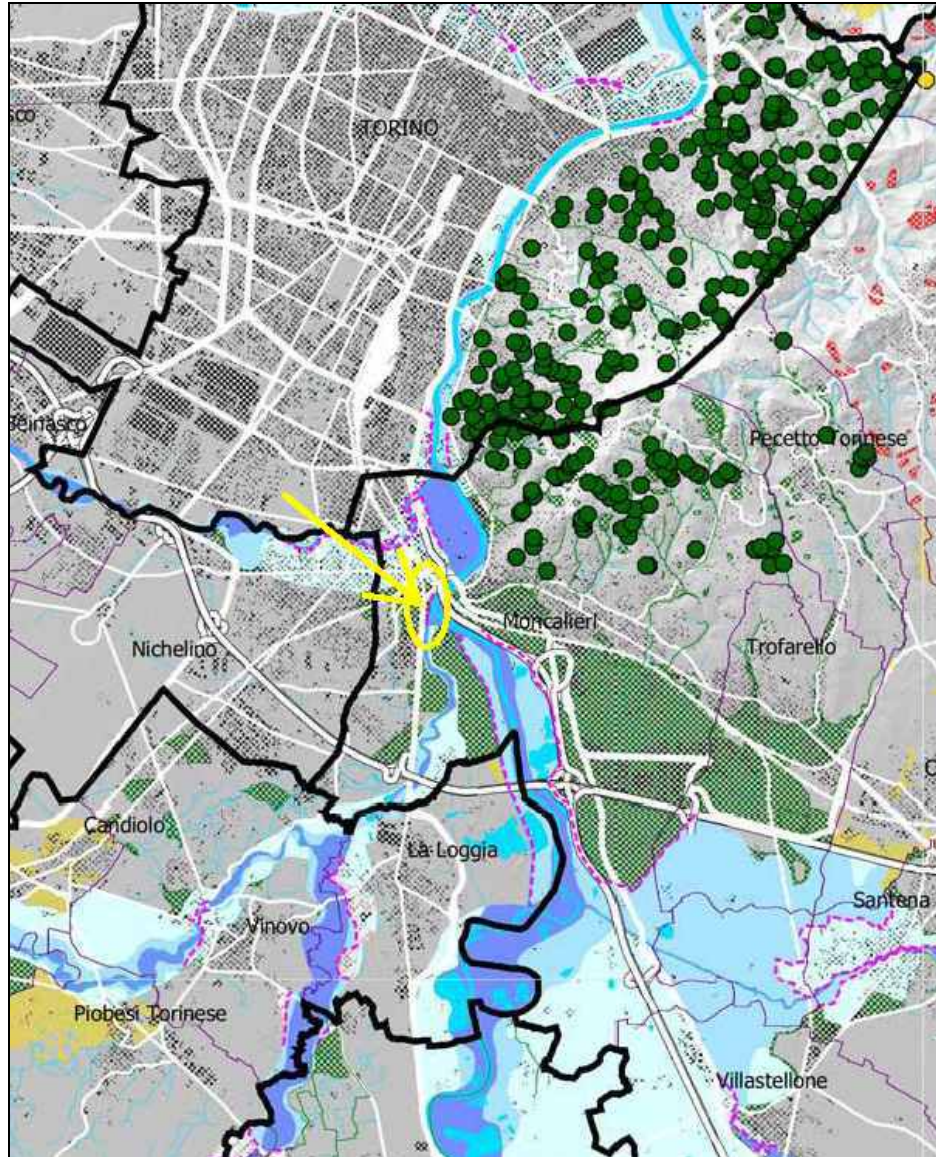 sco
TORINO
Beinasco
Pecetto Torinese
Moncalieri
Nichelino
Trofarello
C
Candiolo
La Loggia
Santena
Vinovo
Piobesi Torinese
Villastellone